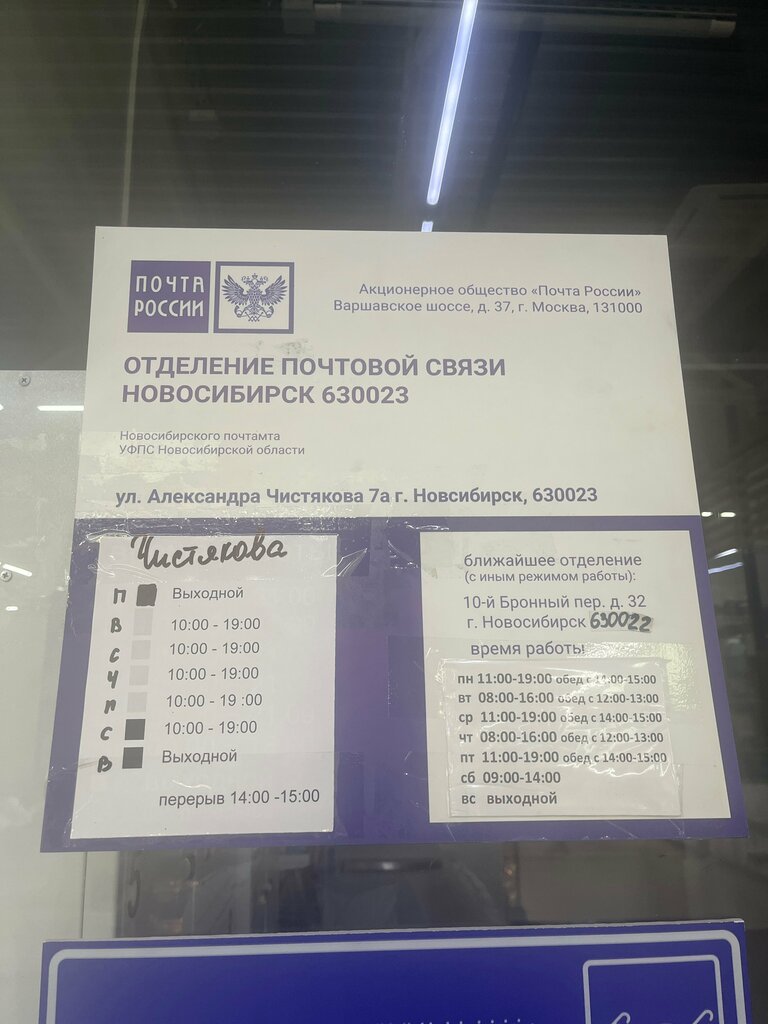 ПОЧТА
РОССИИ
Акционерное общество «Почта России»
Варшавское шоссе, д. 37, г. Москва, 131000
ОТДЕЛЕНИЕ ПОЧТОВОЙ СВЯЗИ
НОВОСИБИРСК 630023
Новосибирского почтамта
УФПС Новосибирской области
ул. Александра Чистякова 7а г. Новсибирск, 630023
Чистякова
П Выходной
В 10:00 - 19:00
С 10:00 - 19:00
Ч 10:00 - 19:00
П 10:00 - 19 :00
С 10:00 - 19:00
В Выходной
перерыв 14:00 -15:00
ближайшее отделение
(с иным режимом работы):
10-й Бронный пер. д. 32
г. Новосибирск 630022
время работы
пн 11:00-19:00 обед с 14:00-15:00
вт 08:00-16:00 обед с 12:00-13:00
ср 11:00-19:00 обед с 14:00-15:00
чт 08:00-16:00 обед с 12:00-13:00
пт 11:00-19:00 обед с 14:00-15:00
сб 09:00-14:00
вс выходной